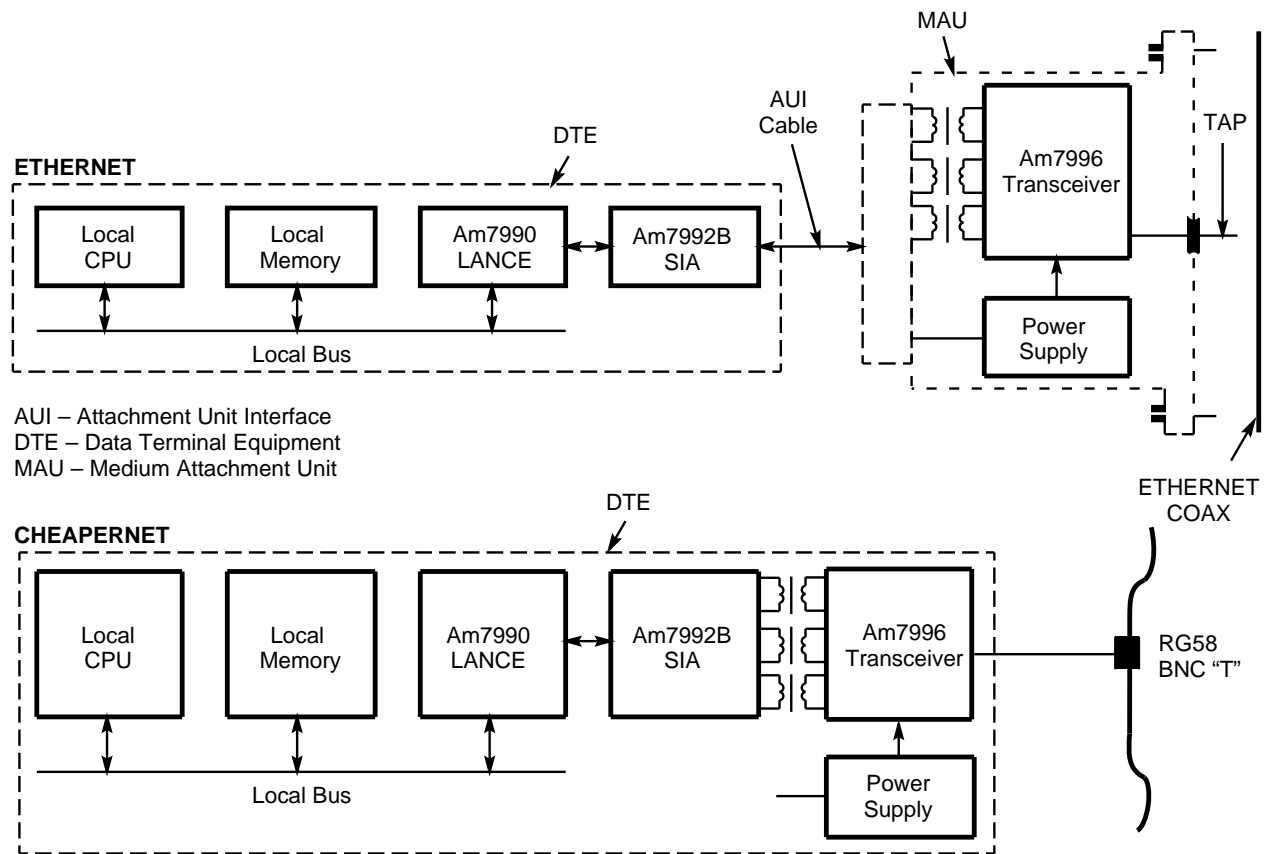 MAU
AUI
Cable
TAP
DTE
ETHERNET
Local
CPU
Local
Memory
Am7990
LANCE
Am7992B
SIA
Am7996
Transceiver
Power
Supply
Local Bus
AUI – Attachment Unit Interface
DTE – Data Terminal Equipment
MAU – Medium Attachment Unit
ETHERNET
COAX
DTE
CHEAPERNET
Local
CPU
Local
Memory
Am7990
LANCE
Am7992B
SIA
Am7996
Transceiver
RG58
BNC “T”
Power
Supply
Local Bus